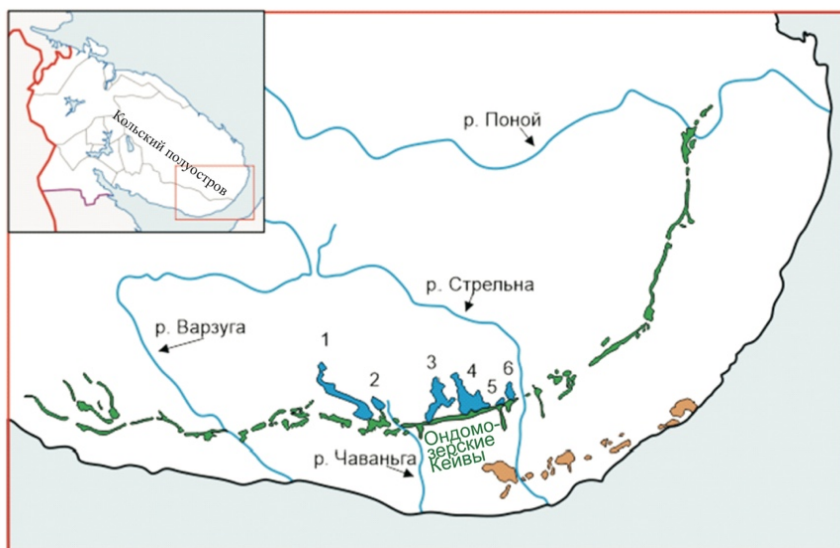 Кольский полуостров
р. Поной
р. Стрельна
р. Варзуга
1
2
3
4
5
6
Ондомо-
зерские
Кейвы
р. Чаваньга